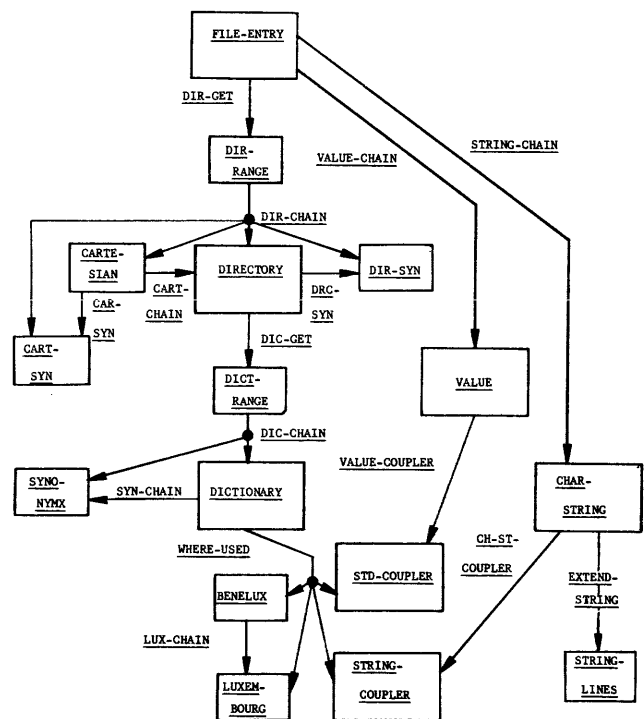 FILE-ENTRY
DIR-GET
STRING-CHAIN
DIR-
RANGE
VALUE-CHAIN
DIR-CHAIN
CARTE-
SIAN
DIRECTORY
DIR-SYN
CART-
CHAIN
DRC-
SYN
CAR-
SYN
CART-
SYN
DIC-GET
DICT-
RANGE
VALUE
DIC-CHAIN
SYNO-
NYMX
SYN-CHAIN
DICTIONARY
VALUE-COUPLER
CHAR-
STRING
WHERE-USED
CH-ST-
COUPLER
BENELUX
STD-COUPLER
EXTEND-
STRING
LUX-CHAIN
LUXEM-
BOURG
STRING-
COUPLER
STRING-
LINES